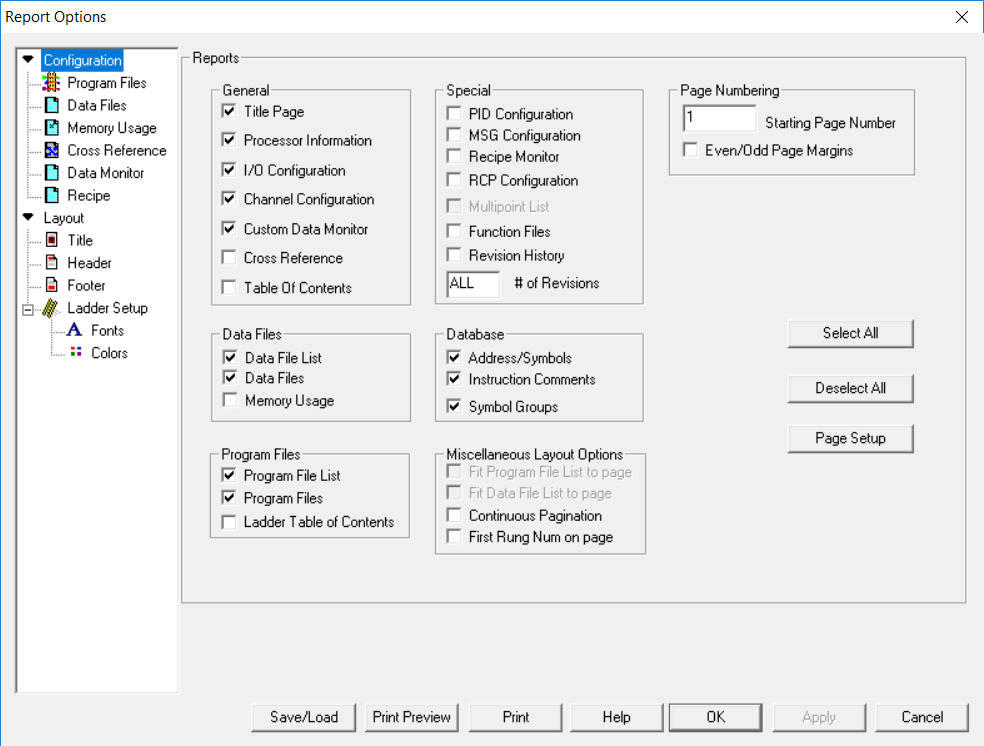 Report Options
Configuration
Program Files
Data Files
Memory Usage
Cross Reference
Data Monitor
Recipe
Layout
Title
Header
Footer
Ladder Setup
Fonts
Colors
Reports
General
Title Page
Processor Information
I/O Configuration
Channel Configuration
Custom Data Monitor
Cross Reference
Table Of Contents
Special
PID Configuration
MSG Configuration
Recipe Monitor
RCP Configuration
Multipoint List
Function Files
Revision History
ALL # of Revisions
Page Numbering
1 Starting Page Number
Even/Odd Page Margins
Data Files
Data File List
Data Files
Memory Usage
Database
Address/Symbols
Instruction Comments
Symbol Groups
Program Files
Program File List
Program Files
Ladder Table of Contents
Miscellaneous Layout Options
Fit Program File List to page
Fit Data File List to page
Continuous Pagination
First Rung Num on page
Select All
Deselect All
Page Setup
Save/Load Print Preview Print Help OK Apply Cancel